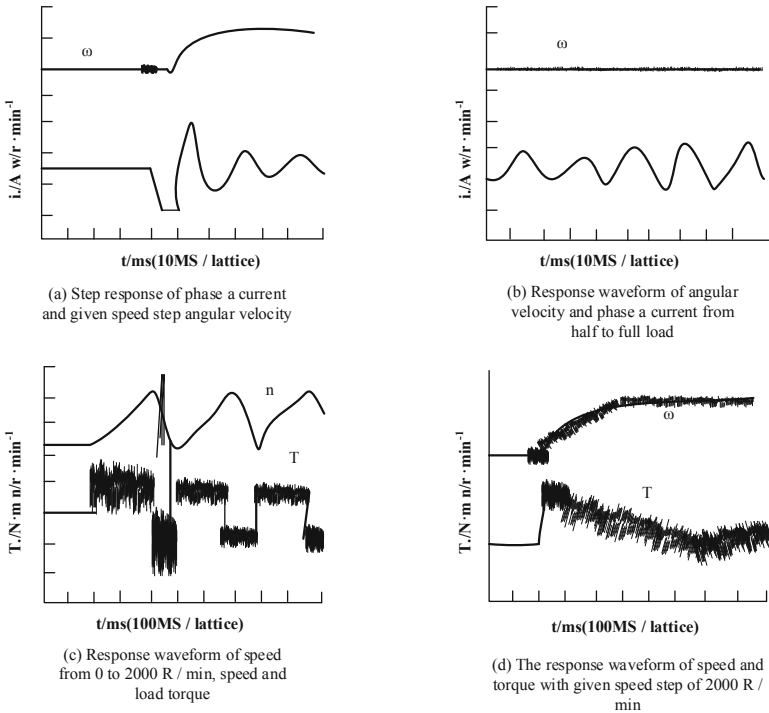 ω
i./A w/r ·min-1
t/ms(10MS / lattice)
(a) Step response of phase a current
and given speed step angular velocity
ω
i./A w/r ·min-1
t/ms(10MS / lattice)
(b) Response waveform of angular
velocity and phase a current from
half to full load
n
T
T./N·m n/r·min-1
t/ms(100MS / lattice)
(c) Response waveform of speed
from 0 to 2000 R / min, speed and
load torque
ω
T
T./N·m n/r·min-1
t/ms(100MS / lattice)
(d) The response waveform of speed and
torque with given speed step of 2000 R /
min